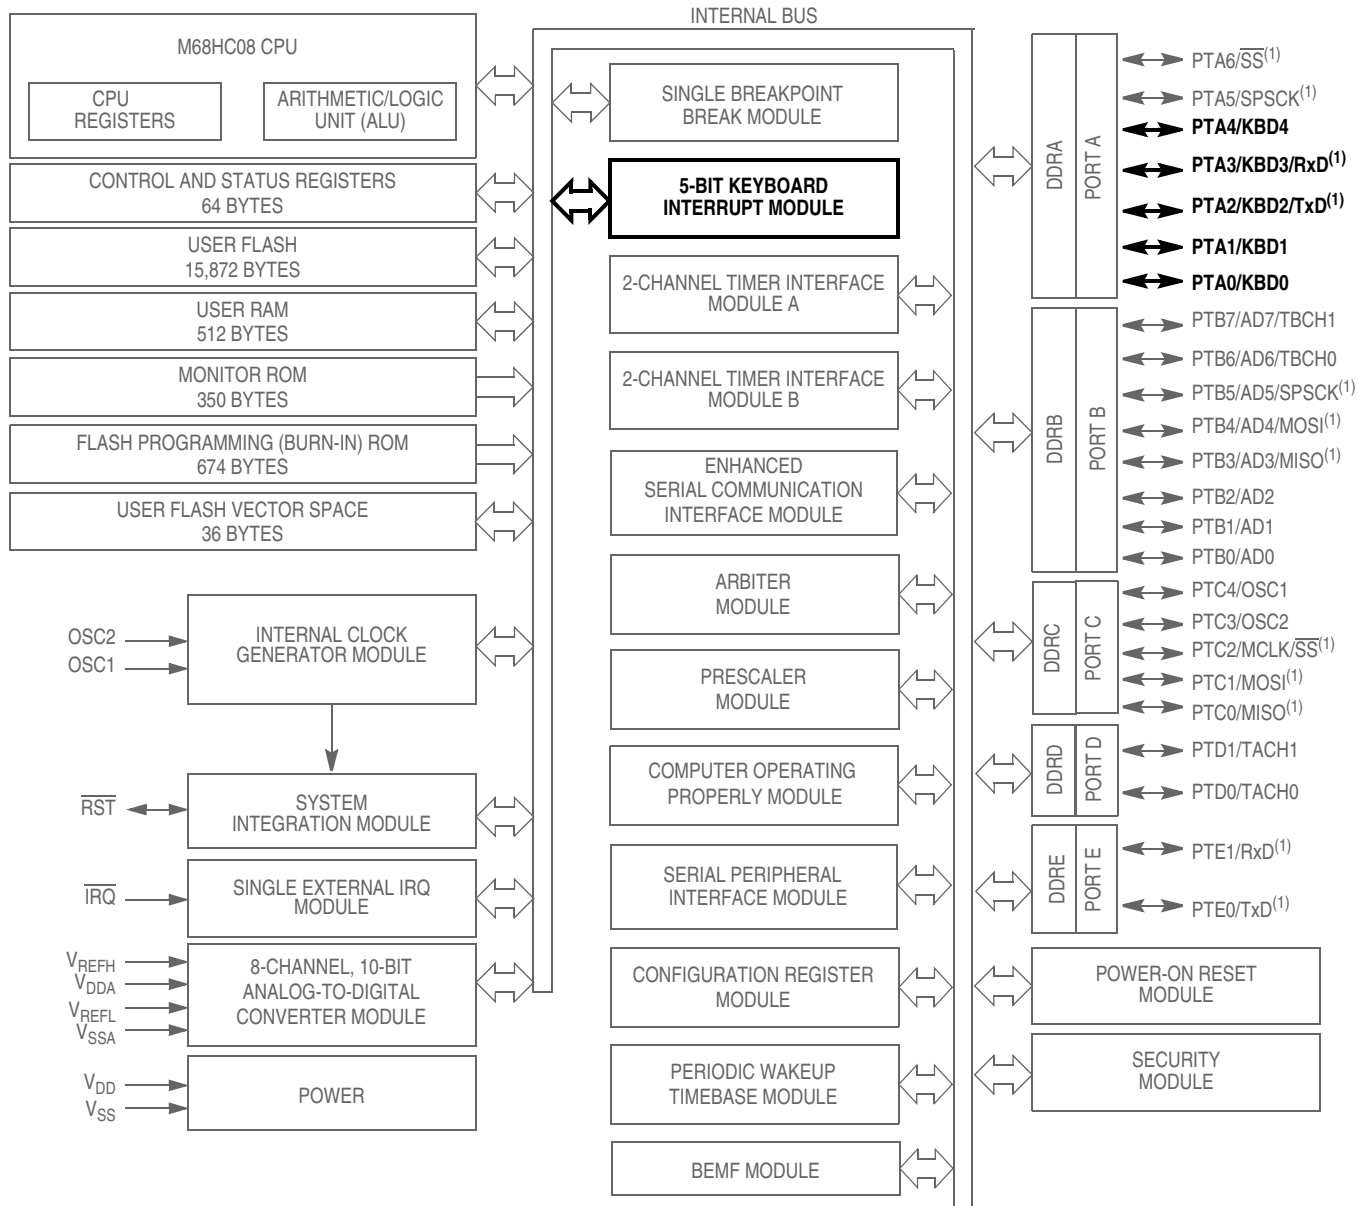 INTERNAL BUS
M68HC08 CPU
CPU
REGISTERS
ARITHMETIC/LOGIC
UNIT (ALU)
CONTROL AND STATUS REGISTERS
64 BYTES
USER FLASH
15,872 BYTES
USER RAM
512 BYTES
MONITOR ROM
350 BYTES
FLASH PROGRAMMING (BURN-IN) ROM
674 BYTES
USER FLASH VECTOR SPACE
36 BYTES
OSC2
OSC1
INTERNAL CLOCK
GENERATOR MODULE
RST
SYSTEM
INTEGRATION MODULE
IRQ
SINGLE EXTERNAL IRQ
MODULE
VREFH
VDDA
VREFL
VSSA
8-CHANNEL, 10-BIT
ANALOG-TO-DIGITAL
CONVERTER MODULE
VDD
VSS
POWER
SINGLE BREAKPOINT
BREAK MODULE
5-BIT KEYBOARD
INTERRUPT MODULE
2-CHANNEL TIMER INTERFACE
MODULE A
2-CHANNEL TIMER INTERFACE
MODULE B
ENHANCED
SERIAL COMMUNICATION
INTERFACE MODULE
ARBITER
MODULE
PRESCALER
MODULE
COMPUTER OPERATING
PROPERLY MODULE
SERIAL PERIPHERAL
INTERFACE MODULE
CONFIGURATION REGISTER
MODULE
PERIODIC WAKEUP
TIMEBASE MODULE
BEMF MODULE
DDRA
PORT A
PTA6/SS(1)
PTA5/SPSCK(1)
PTA4/KBD4
PTA3/KBD3/RxD(1)
PTA2/KBD2/TxD(1)
PTA1/KBD1
PTA0/KBD0
DDRB
PORT B
PTB7/AD7/TBCH1
PTB6/AD6/TBCH0
PTB5/AD5/SPSCK(1)
PTB4/AD4/MOSI(1)
PTB3/AD3/MISO(1)
PTB2/AD2
PTB1/AD1
PTB0/AD0
DDRC
PORT C
PTC4/OSC1
PTC3/OSC2
PTC2/MCLK/SS(1)
PTC1/MOSI(1)
PTC0/MISO(1)
DDRD
PORT D
PTD1/TACH1
PTD0/TACH0
DDRE
PORT E
PTE1/RxD(1)
PTE0/TxD(1)
POWER-ON RESET
MODULE
SECURITY
MODULE